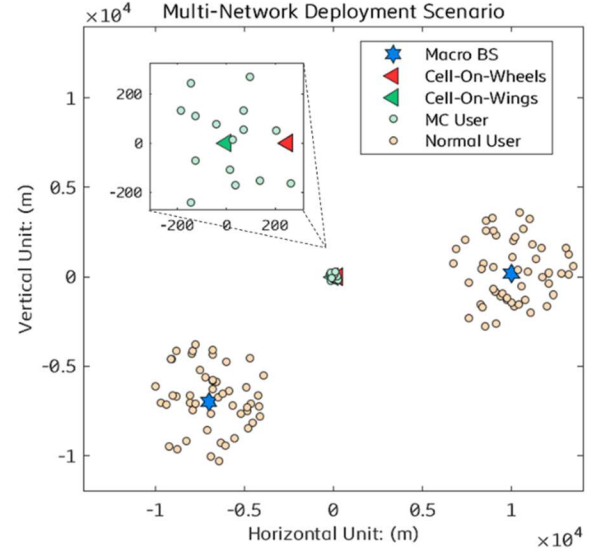 Multi-Network Deployment Scenario
×10⁴
Macro BS
Cell-On-Wheels
Cell-On-Wings
MC User
Normal User
1
0.5
0
-0.5
-1
Vertical Unit: (m)
200
0
-200
-200
0
200
-1
-0.5
0
0.5
1
Horizontal Unit: (m)
×10⁴